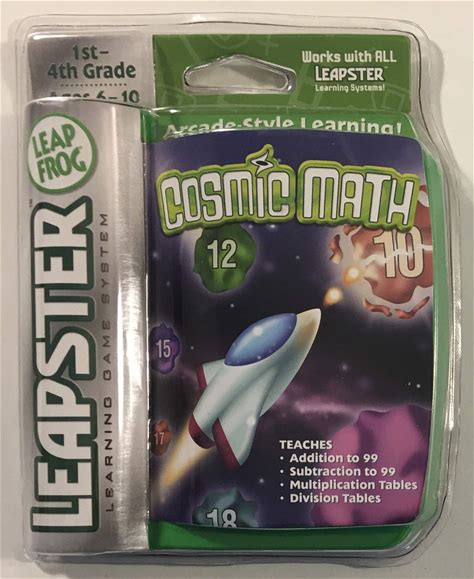 1st–
4th Grade
Ages 6–10
Works with ALL
LEAPSTER
Learning Systems!
Arcade-Style Learning!
LEAP
FROG
LEAPSTER
LEARNING GAME SYSTEM
COSMIC MATH
12
10
15
17
18
TEACHES
• Addition to 99
• Subtraction to 99
• Multiplication Tables
• Division Tables